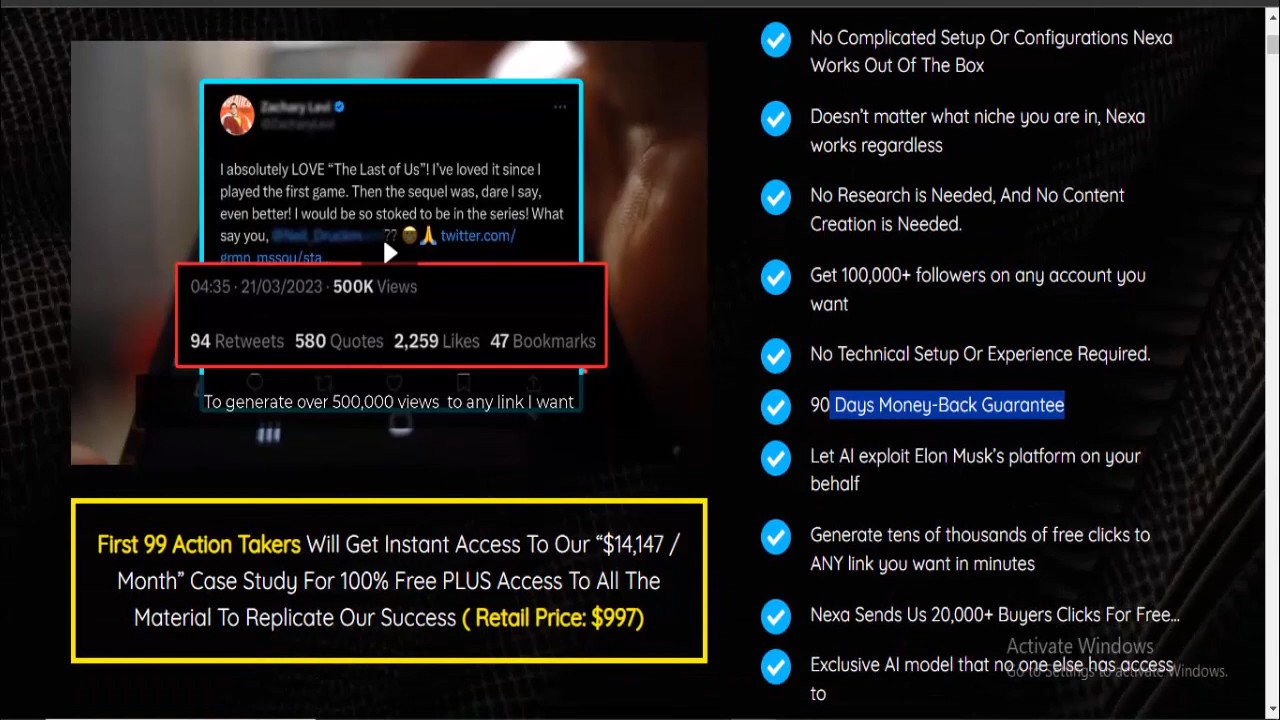 I absolutely LOVE “The Last of Us”! I’ve loved it since I
played the first game. Then the sequel was, dare I say,
even better! I would be so stoked to be in the series! What
say you, ?? twitter.com/
grmp_mssou/sta...
04:35 · 21/03/2023 · 500K Views
94 Retweets 580 Quotes 2,259 Likes 47 Bookmarks
To generate over 500,000 views to any link I want
First 99 Action Takers Will Get Instant Access To Our “$14,147 /
Month” Case Study For 100% Free PLUS Access To All The
Material To Replicate Our Success ( Retail Price: $997)
No Complicated Setup Or Configurations Nexa
Works Out Of The Box
Doesn’t matter what niche you are in, Nexa
works regardless
No Research is Needed, And No Content
Creation is Needed.
Get 100,000+ followers on any account you
want
No Technical Setup Or Experience Required.
90 Days Money-Back Guarantee
Let AI exploit Elon Musk’s platform on your
behalf
Generate tens of thousands of free clicks to
ANY link you want in minutes
Nexa Sends Us 20,000+ Buyers Clicks For Free...
Exclusive AI model that no one else has access
to
Activate Windows
Go to Settings to activate Windows.